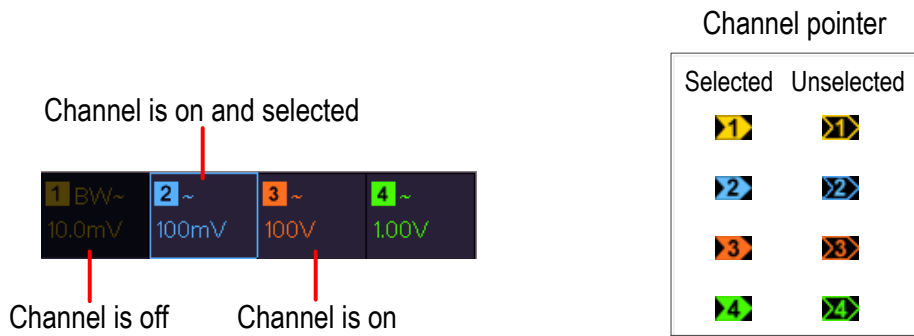 Channel pointer
Selected Unselected
Channel is on and selected
1 1
1 BW~ 2 ~ 3 ~ 4 ~
2 2
10.0mV 100mV 100V 1.00V
3 3
Channel is off Channel is on
4 4